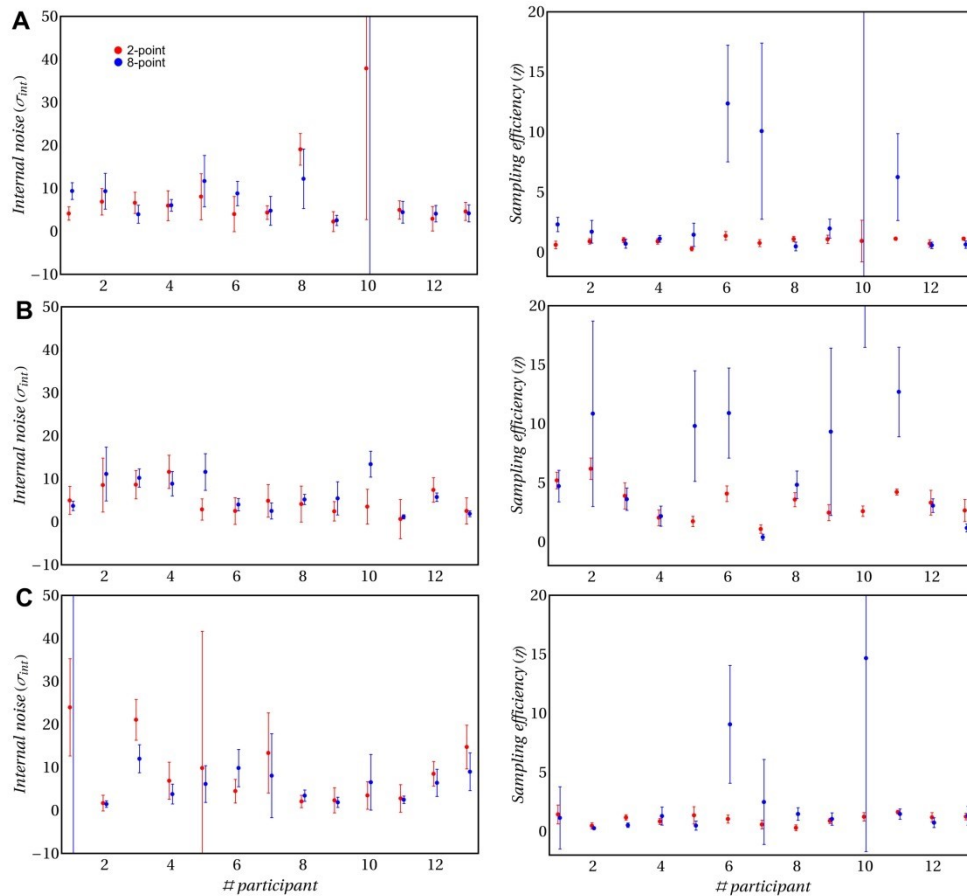 A
50
40
30
20
10
0
−10
Internal noise (σint)
2-point
8-point
2 4 6 8 10 12
20
15
10
5
0
Sampling efficiency (η)
2 4 6 8 10 12
B
50
40
30
20
10
0
−10
Internal noise (σint)
2 4 6 8 10 12
20
15
10
5
0
Sampling efficiency (η)
2 4 6 8 10 12
C
50
40
30
20
10
0
−10
Internal noise (σint)
2 4 6 8 10 12
# participant
20
15
10
5
0
Sampling efficiency (η)
2 4 6 8 10 12
# participant